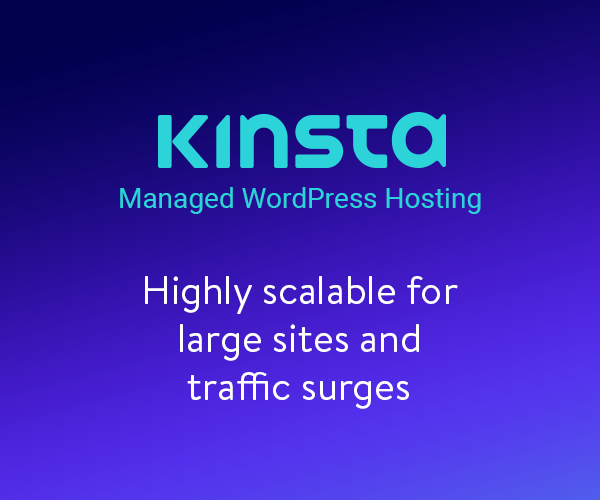 KINSTA
Managed WordPress Hosting
Highly scalable for
large sites and
traffic surges